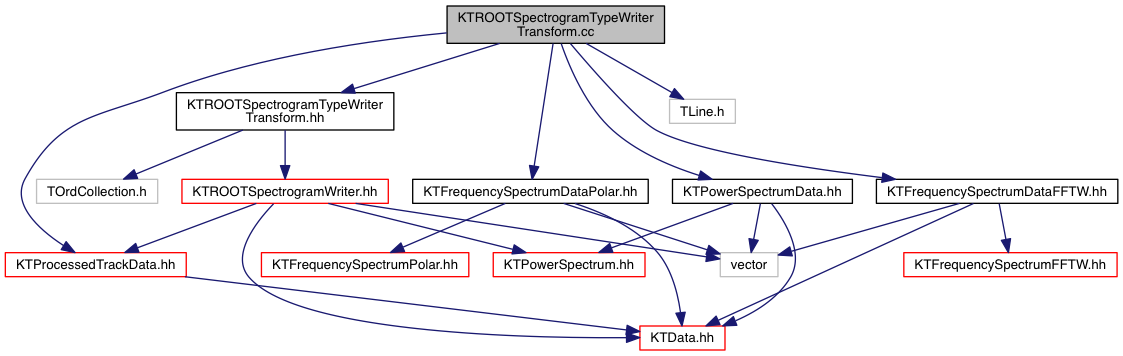 KTROOTSpectrogramTypeWriter
Transform.cc
KTROOTSpectrogramTypeWriter
Transform.hh
TLine.h
TOrdCollection.h
KTROOTSpectrogramWriter.hh
KTFrequencySpectrumDataPolar.hh
KTPowerSpectrumData.hh
KTFrequencySpectrumDataFFTW.hh
KTProcessedTrackData.hh
KTFrequencySpectrumPolar.hh
KTPowerSpectrum.hh
vector
KTFrequencySpectrumFFTW.hh
KTData.hh